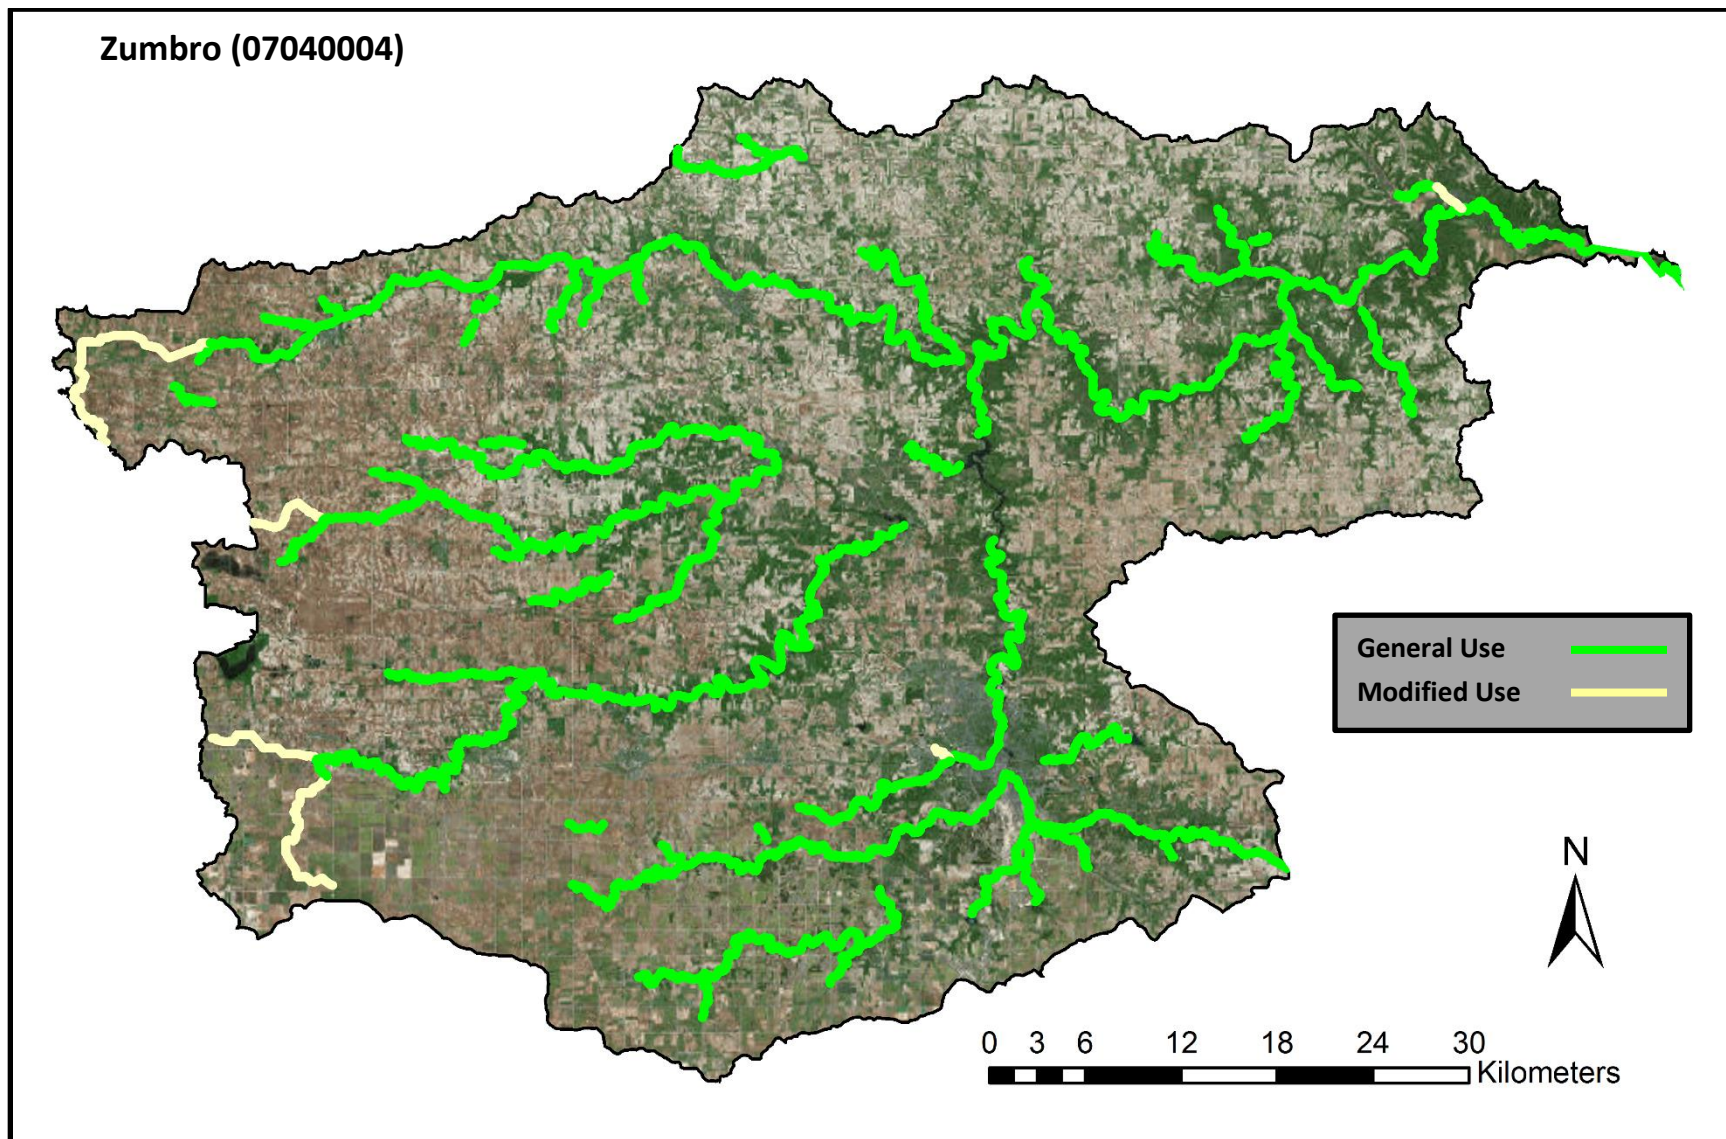 Zumbro (07040004)
General Use
Modified Use
N
0 3 6 12 18 24 30
Kilometers